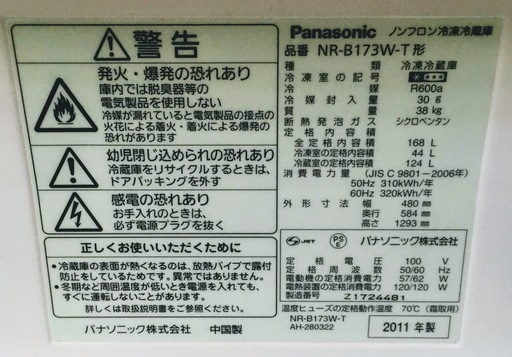 警告
発火・爆発の恐れあり
庫内では脱臭器等の
電気製品を使用しない
冷媒が漏れていると電気製品の接点の
火花による着火・着火による爆発の
恐れがあります。
幼児閉じ込められの恐れあり
冷蔵庫をリサイクルするときは、
ドアパッキングを外す
感電の恐れあり
お手入れのときは、
必ず電源プラグを抜く
正しくお使いいただくために
・冷蔵庫の表面が熱くなるのは、放熱パイプで露付
防止をしているためです。異常ではありません。
・冬期など周囲温度が低いとき電源を入れても、
すぐに運転しないことがあります。
詳しくは取扱説明書をご参照ください。
パナソニック株式会社 中国製
Panasonic ノンフロン冷凍冷蔵庫
品番 NR-B173W-T形
種類 冷凍冷蔵庫
冷凍室の記号
冷媒 R600a
冷媒封入量 30g
質量 38kg
断熱発泡ガス シクロペンタン
定格内容積
全定格内容積 168 L
冷凍室の定格内容積 44 L
冷蔵室の定格内容積 124 L
消費電力量 (JIS C 9801-2006年)
50Hz 310kWh/年
60Hz 320kWh/年
外形寸法 幅 480 mm
奥行 584 mm
高さ 1293 mm
JET PSE パナソニック株式会社
定格電圧 100 V
定格周波数 50/60 Hz
電動機の定格消費電力 57/62 W
電熱装置の定格消費電力 120/120 W
製造番号 Z1724481
温度ヒューズの定格動作温度 70℃ (霜取用)
NR-B173W-T
AH-280322
2011年製